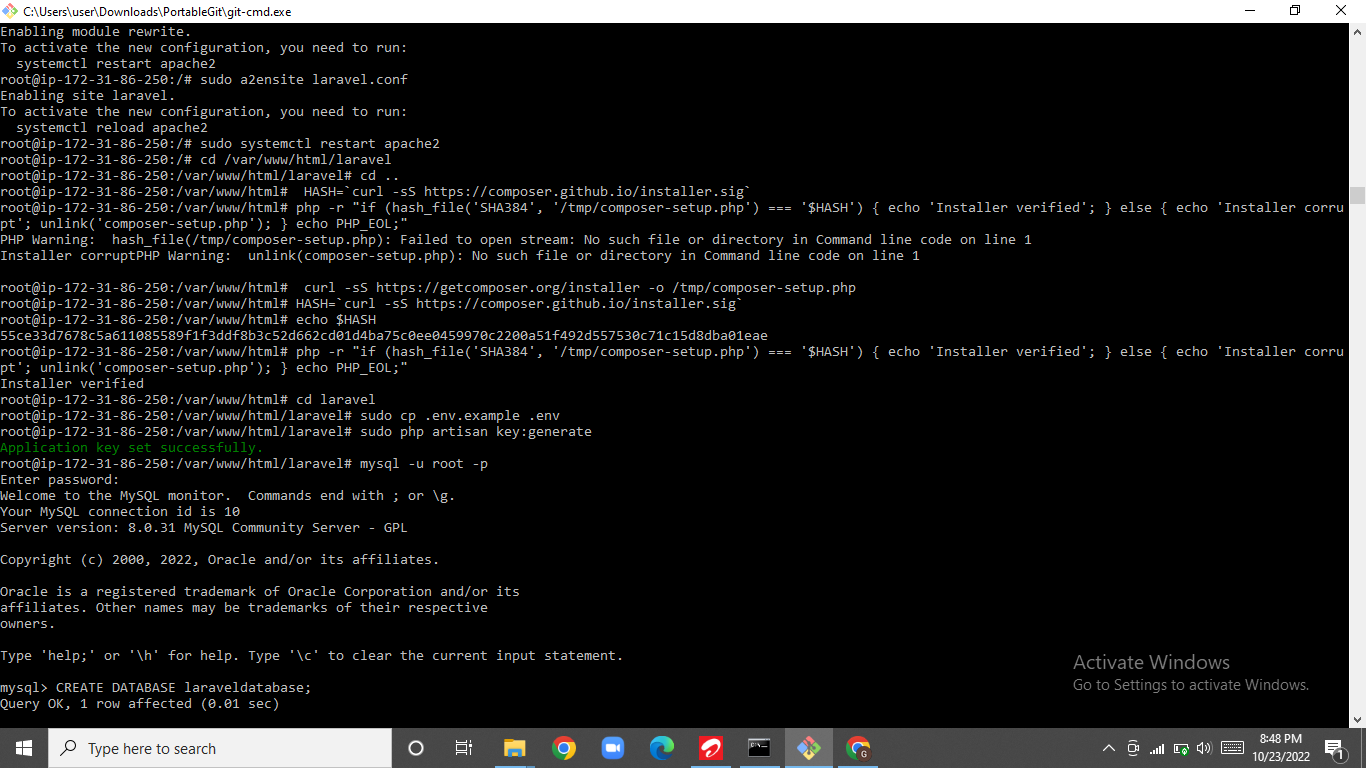 C:\Users\user\Downloads\PortableGit\git-cmd.exe
Enabling module rewrite.
To activate the new configuration, you need to run:
  systemctl restart apache2
root@ip-172-31-86-250:/# sudo a2ensite laravel.conf
Enabling site laravel.
To activate the new configuration, you need to run:
  systemctl reload apache2
root@ip-172-31-86-250:/# sudo systemctl restart apache2
root@ip-172-31-86-250:/# cd /var/www/html/laravel
root@ip-172-31-86-250:/var/www/html/laravel# cd ..
root@ip-172-31-86-250:/var/www/html#  HASH=`curl -sS https://composer.github.io/installer.sig`
root@ip-172-31-86-250:/var/www/html# php -r "if (hash_file('SHA384', '/tmp/composer-setup.php') === '$HASH') { echo 'Installer verified'; } else { echo 'Installer corru
pt'; unlink('composer-setup.php'); } echo PHP_EOL;"
PHP Warning:  hash_file(/tmp/composer-setup.php): Failed to open stream: No such file or directory in Command line code on line 1
Installer corruptPHP Warning:  unlink(composer-setup.php): No such file or directory in Command line code on line 1
root@ip-172-31-86-250:/var/www/html#  curl -sS https://getcomposer.org/installer -o /tmp/composer-setup.php
root@ip-172-31-86-250:/var/www/html# HASH=`curl -sS https://composer.github.io/installer.sig`
root@ip-172-31-86-250:/var/www/html# echo $HASH
55ce33d7678c5a611085589f1f3ddf8b3c52d662cd01d4ba75c0ee0459970c2200a51f492d557530c71c15d8dba01eae
root@ip-172-31-86-250:/var/www/html# php -r "if (hash_file('SHA384', '/tmp/composer-setup.php') === '$HASH') { echo 'Installer verified'; } else { echo 'Installer corru
pt'; unlink('composer-setup.php'); } echo PHP_EOL;"
Installer verified
root@ip-172-31-86-250:/var/www/html# cd laravel
root@ip-172-31-86-250:/var/www/html/laravel# sudo cp .env.example .env
root@ip-172-31-86-250:/var/www/html/laravel# sudo php artisan key:generate
Application key set successfully.
root@ip-172-31-86-250:/var/www/html/laravel# mysql -u root -p
Enter password:
Welcome to the MySQL monitor.  Commands end with ; or \g.
Your MySQL connection id is 10
Server version: 8.0.31 MySQL Community Server - GPL
Copyright (c) 2000, 2022, Oracle and/or its affiliates.
Oracle is a registered trademark of Oracle Corporation and/or its
affiliates. Other names may be trademarks of their respective
owners.
Type 'help;' or '\h' for help. Type '\c' to clear the current input statement.
mysql> CREATE DATABASE laraveldatabase;
Query OK, 1 row affected (0.01 sec)
Activate Windows
Go to Settings to activate Windows.
Type here to search
G
8:48 PM
10/23/2022
1